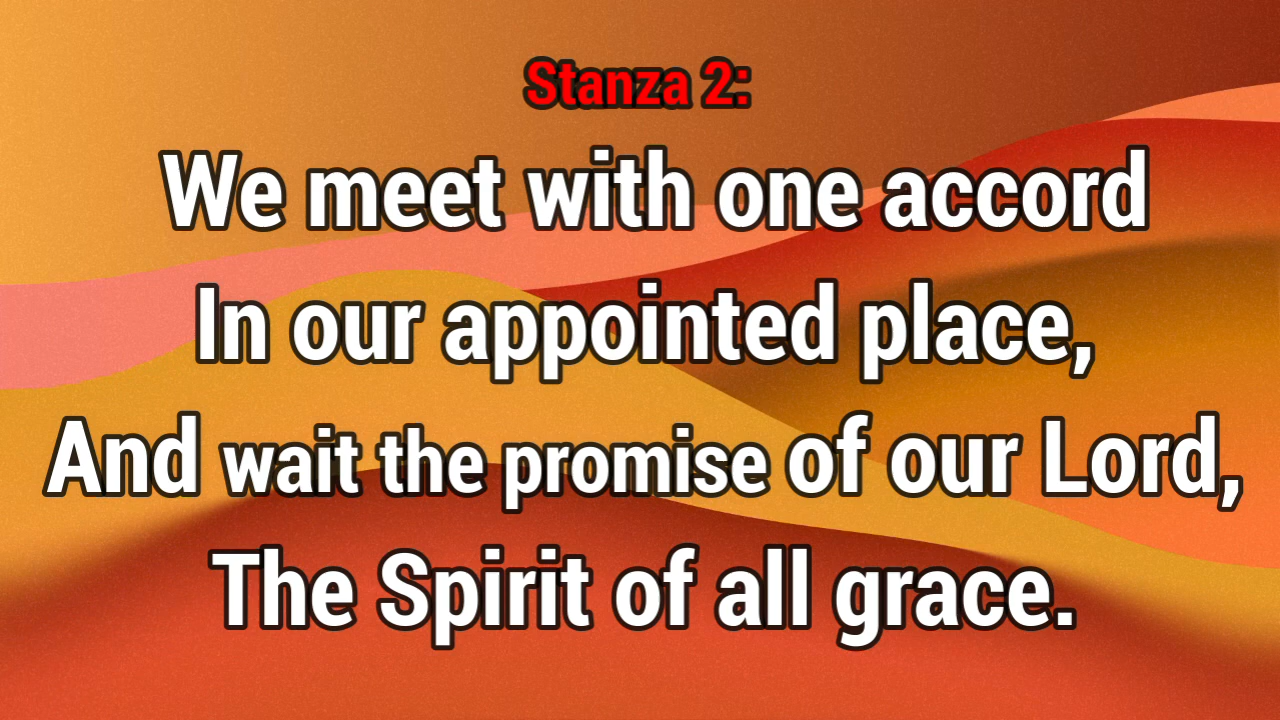 Stanza 2:
We meet with one accord
In our appointed place,
And wait the promise of our Lord,
The Spirit of all grace.